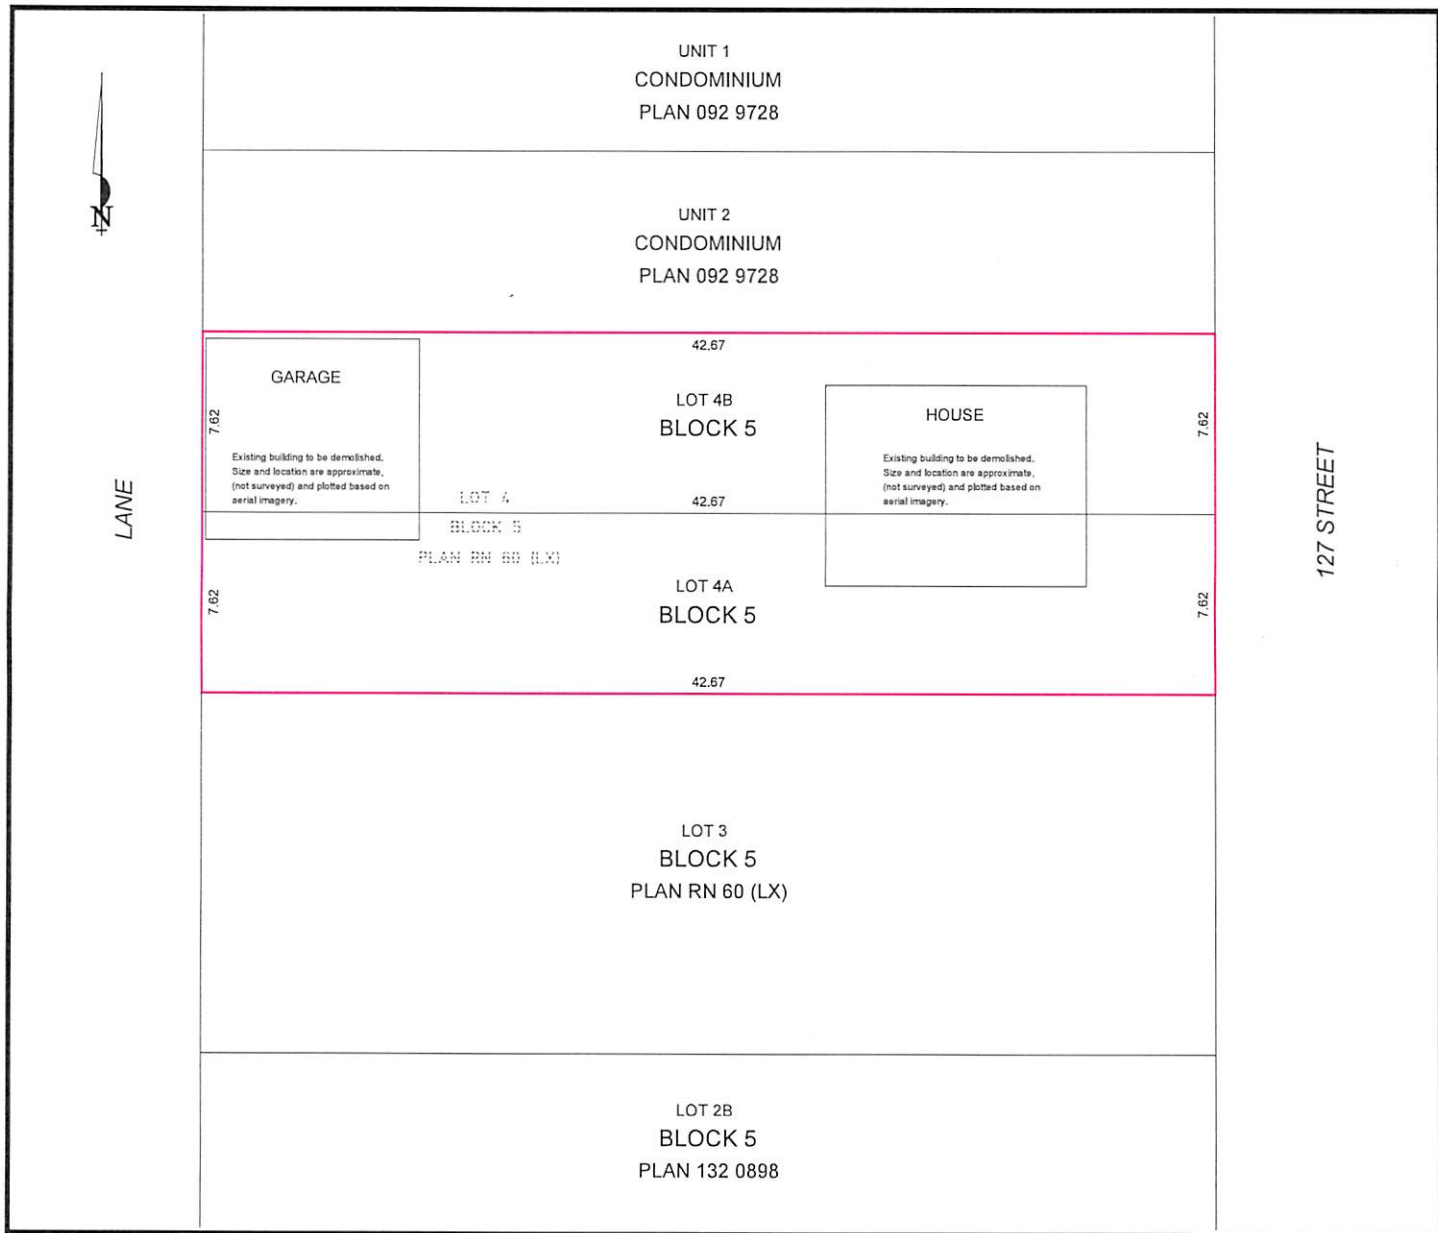 UNIT 1
CONDOMINIUM
PLAN 092 9728
N
UNIT 2
CONDOMINIUM
PLAN 092 9728
42.67
GARAGE
LOT 4B
BLOCK 5
HOUSE
7.62
7.62
Existing building to be demolished.
Size and location are approximate,
(not surveyed) and plotted based on
aerial imagery.
Existing building to be demolished.
Size and location are approximate,
(not surveyed) and plotted based on
aerial imagery.
LANE
127 STREET
LOT 4
42.67
BLOCK 5
PLAN RN 60 (LX)
LOT 4A
BLOCK 5
7.62
7.62
42.67
LOT 3
BLOCK 5
PLAN RN 60 (LX)
LOT 2B
BLOCK 5
PLAN 132 0898